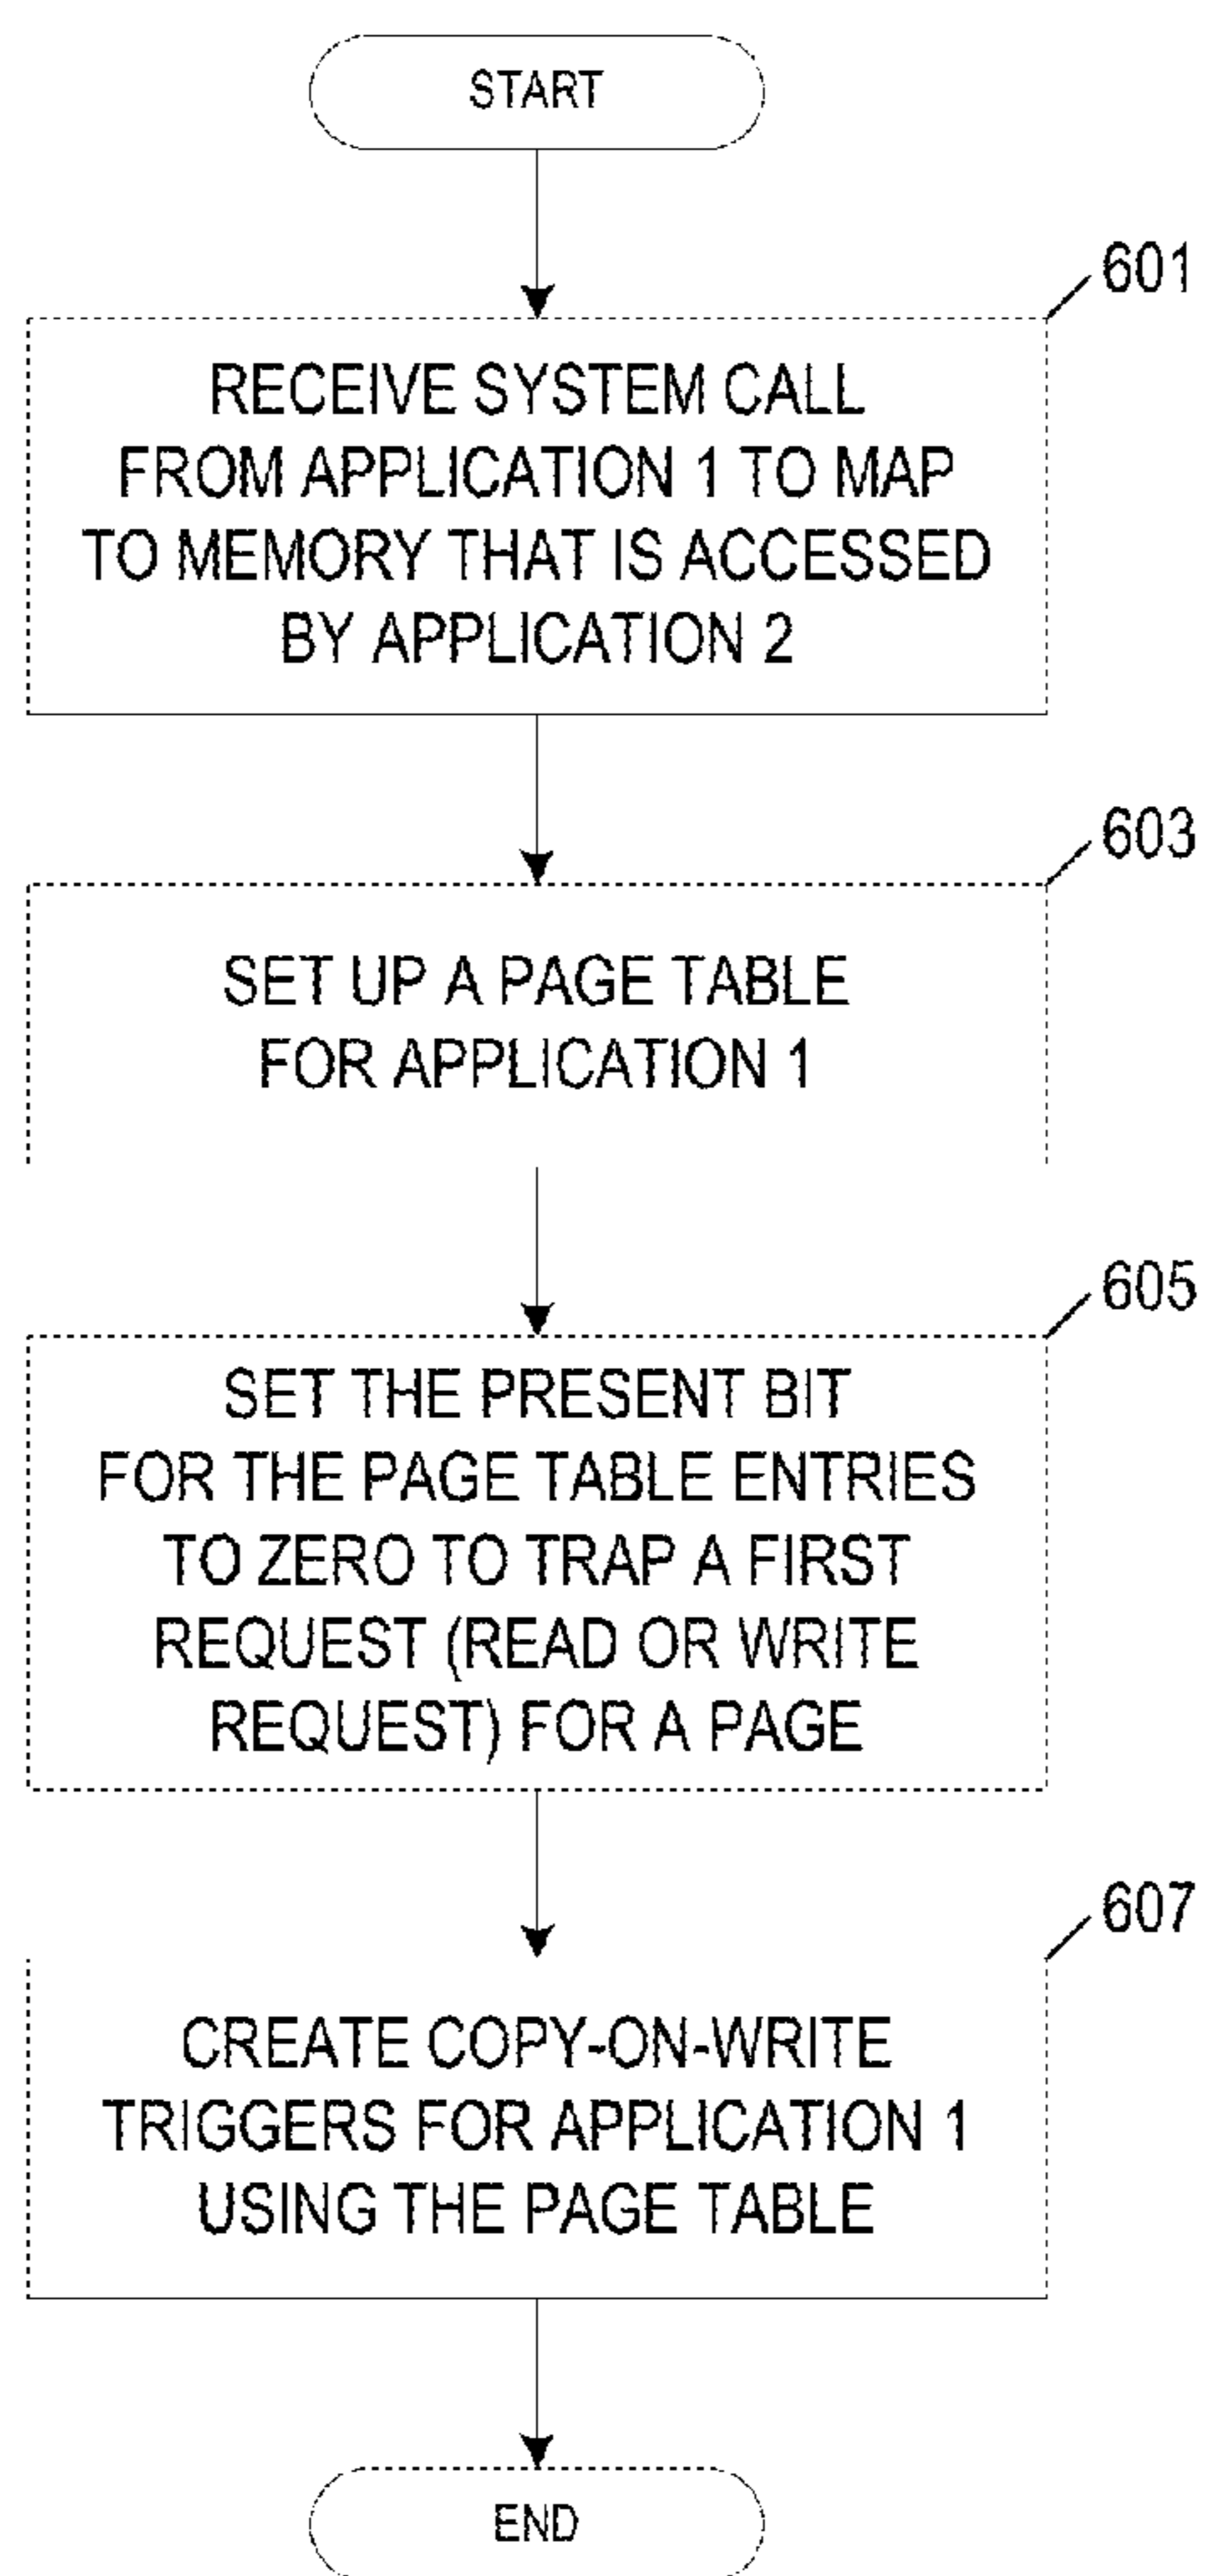 START
601
RECEIVE SYSTEM CALL
FROM APPLICATION 1 TO MAP
TO MEMORY THAT IS ACCESSED
BY APPLICATION 2
603
SET UP A PAGE TABLE
FOR APPLICATION 1
605
SET THE PRESENT BIT
FOR THE PAGE TABLE ENTRIES
TO ZERO TO TRAP A FIRST
REQUEST (READ OR WRITE
REQUEST) FOR A PAGE
607
CREATE COPY-ON-WRITE
TRIGGERS FOR APPLICATION 1
USING THE PAGE TABLE
END